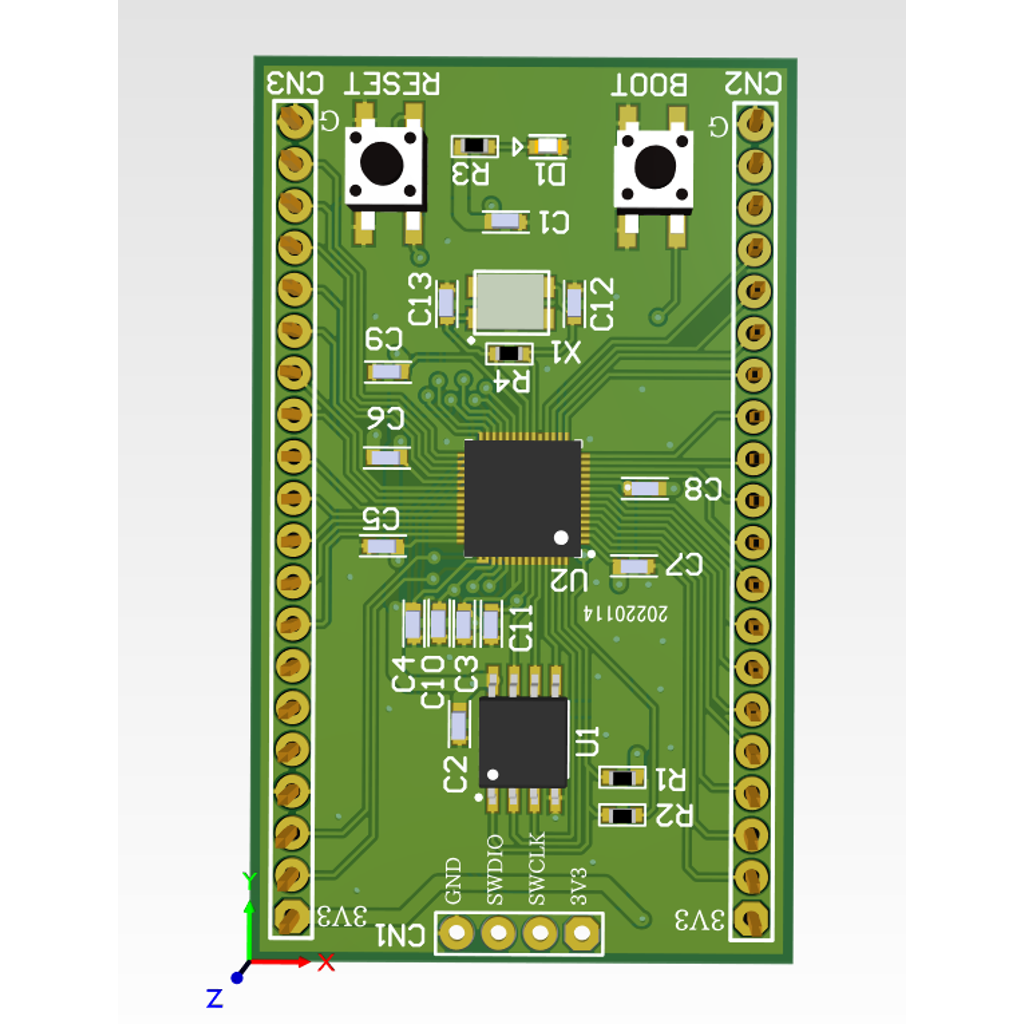 CN3
RESET
BOOT
CN2
G
G
R3
D1
C1
C13
C12
C9
X1
R4
C6
C8
C5
C7
U2
20220114
C11
C4
C10
C3
C2
U1
R1
R2
GND
SWDIO
SWCLK
3V3
3V3
3V3
CN1
Y
X
Z